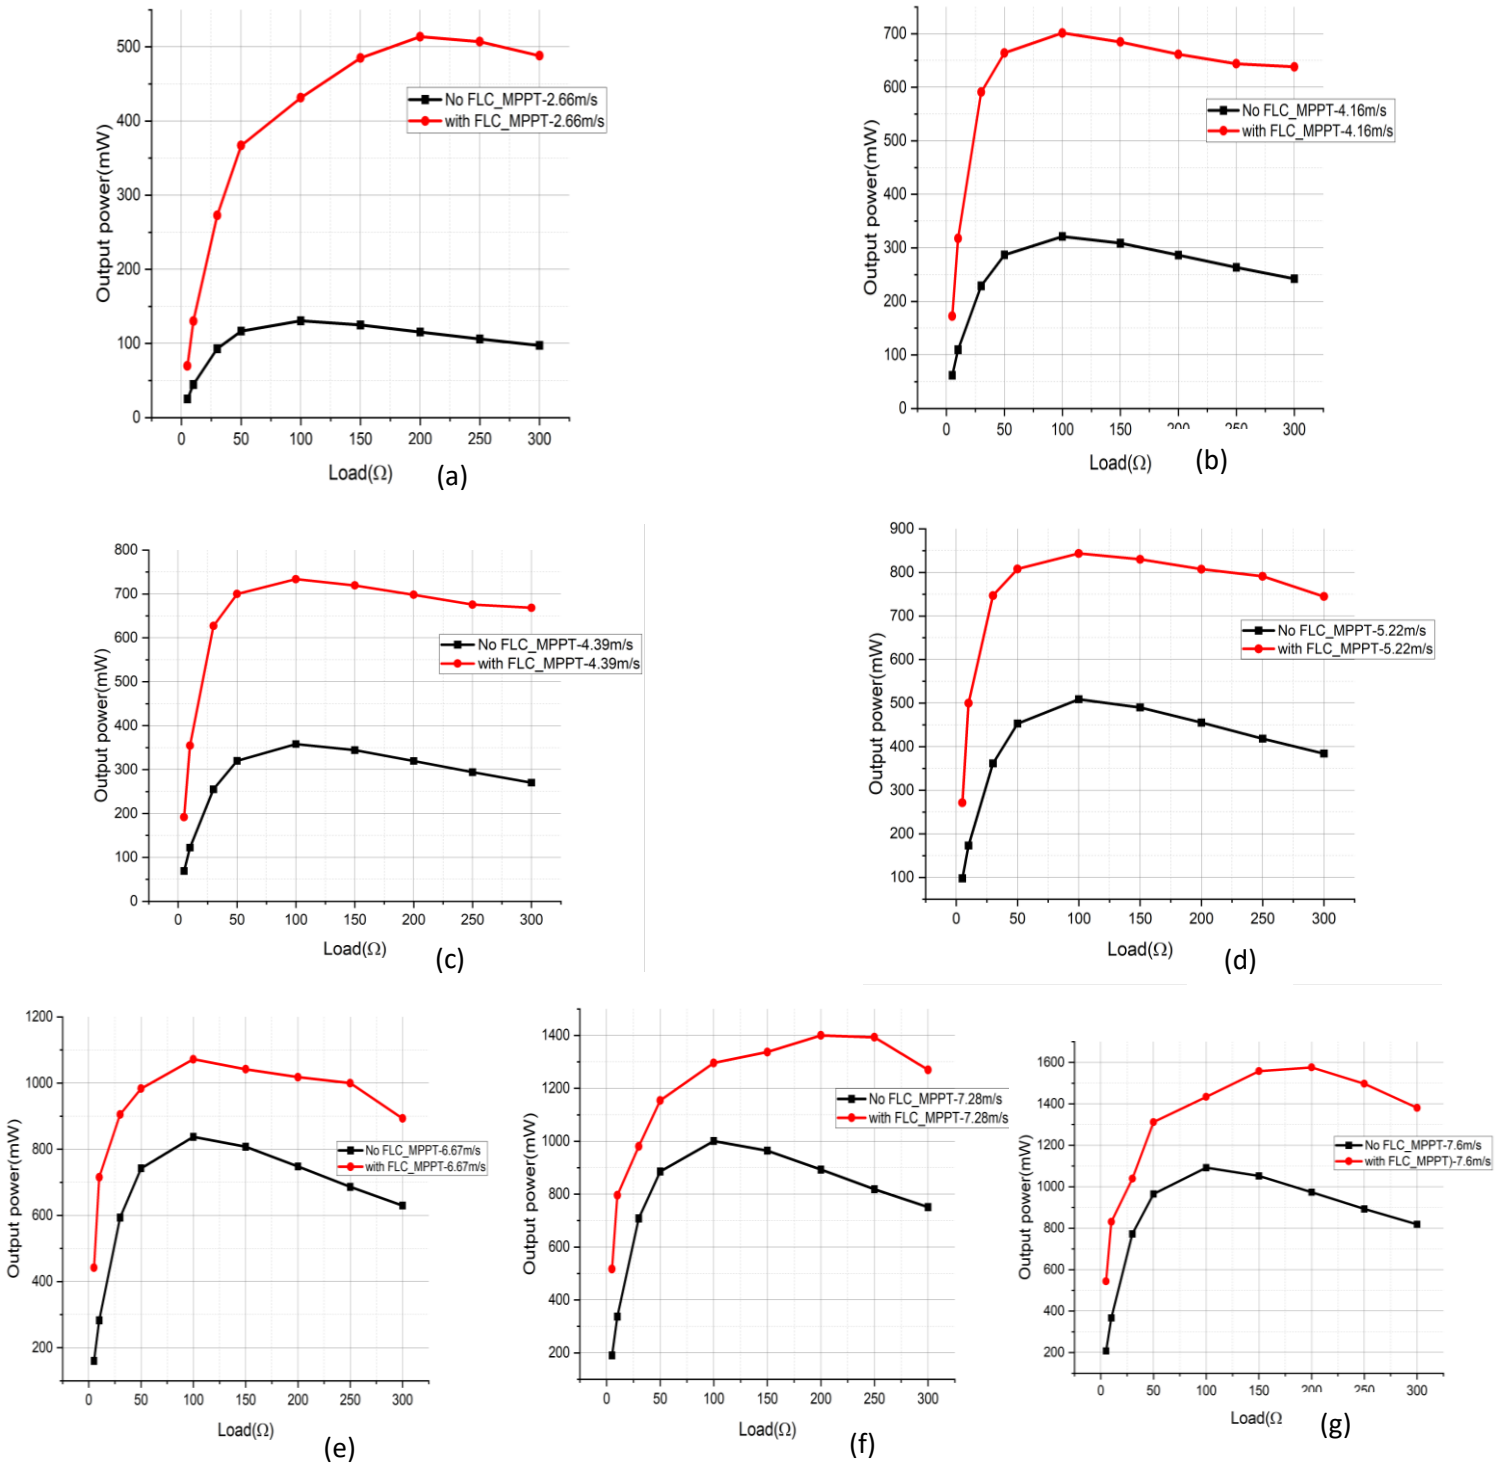 500
400
300
200
100
0
Output power(mW)
No FLC_MPPT-2.66m/s
with FLC_MPPT-2.66m/s
0 50 100 150 200 250 300
Load(Ω)
(a)
700
600
500
400
300
200
100
0
Output power(mW)
No FLC_MPPT-4.16m/s
with FLC_MPPT-4.16m/s
0 50 100 150 200 250 300
Load(Ω)
(b)
800
700
600
500
400
300
200
100
0
Output power(mW)
No FLC_MPPT-4.39m/s
with FLC_MPPT-4.39m/s
0 50 100 150 200 250 300
Load(Ω)
(c)
900
800
700
600
500
400
300
200
100
Output power(mW)
No FLC_MPPT-5.22m/s
with FLC_MPPT-5.22m/s
0 50 100 150 200 250 300
Load(Ω)
(d)
1200
1000
800
600
400
200
Output power(mW)
No FLC_MPPT-6.67m/s
with FLC_MPPT-6.67m/s
0 50 100 150 200 250 300
Load(Ω)
(e)
1400
1200
1000
800
600
400
200
Output power(mW)
No FLC_MPPT-7.28m/s
with FLC_MPPT-7.28m/s
0 50 100 150 200 250 300
Load(Ω)
(f)
1600
1400
1200
1000
800
600
400
200
Output power(mW)
No FLC_MPPT-7.6m/s
with FLC_MPPT)-7.6m/s
0 50 100 150 200 250 300
Load(Ω
(g)